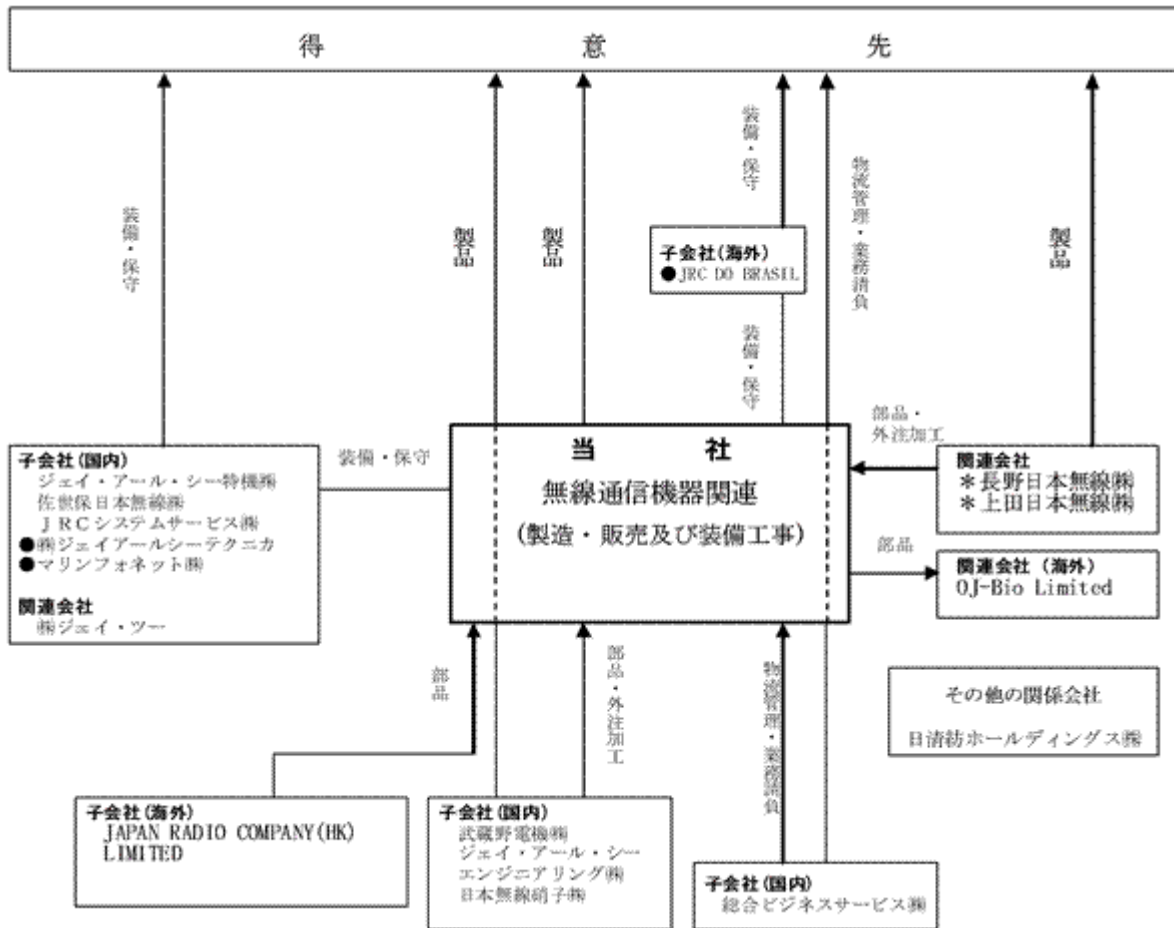 得意先
装備・保守
製品
製品
装備・保守
物流管理・業務請負
製品
子会社(海外)
●JRC DO BRASIL
装備・保守
子会社(国内)
ジェイ・アール・シー特機㈱
佐世保日本無線㈱
ＪＲＣシステムサービス㈱
●㈱ジェイアールシーテクニカ
●マリンフォネット㈱
関連会社
㈱ジェイ・ツー
装備・保守
当社
無線通信機器関連
(製造・販売及び装備工事)
部品・
外注加工
関連会社
＊長野日本無線㈱
＊上田日本無線㈱
部品
関連会社（海外）
OJ-Bio Limited
部品
部品・外注加工
物流管理・業務請負
その他の関係会社
日清紡ホールディングス㈱
子会社(海外)
JAPAN RADIO COMPANY(HK)
LIMITED
子会社(国内)
武蔵野電機㈱
ジェイ・アール・シー
エンジニアリング㈱
日本無線硝子㈱
子会社(国内)
総合ビジネスサービス㈱